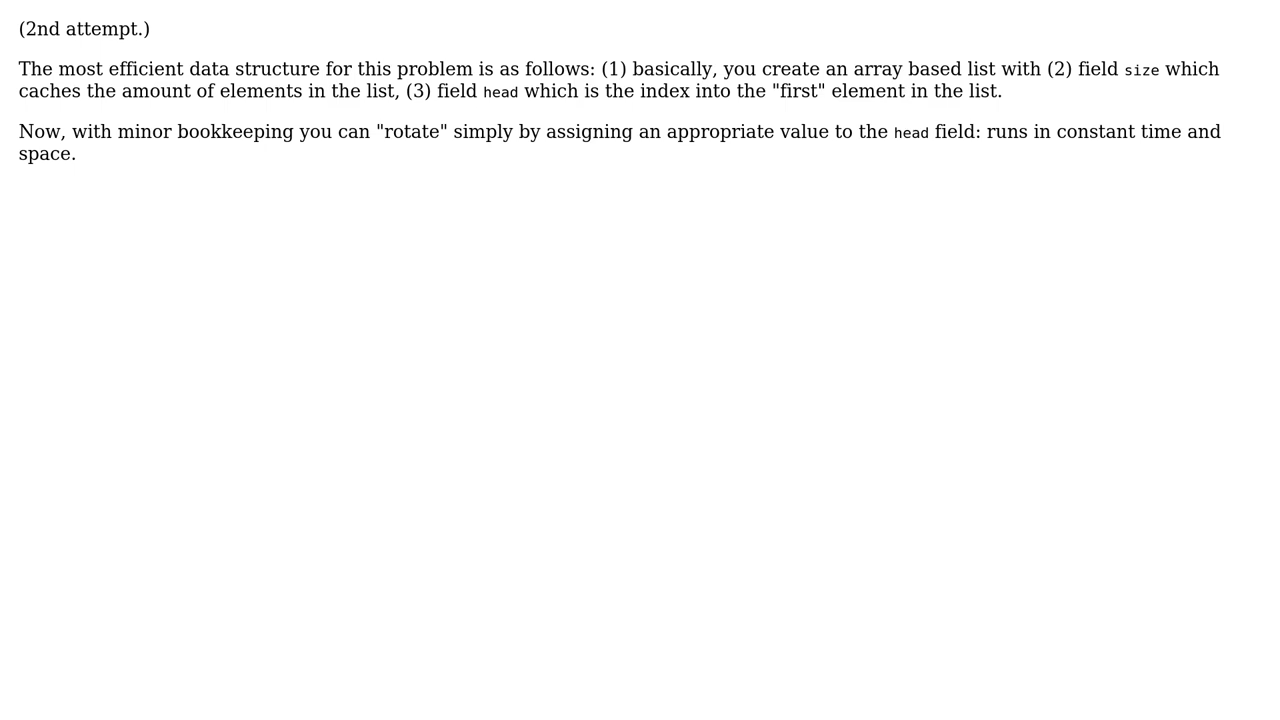 (2nd attempt.)
The most efficient data structure for this problem is as follows: (1) basically, you create an array based list with (2) field size which
caches the amount of elements in the list, (3) field head which is the index into the "first" element in the list.
Now, with minor bookkeeping you can "rotate" simply by assigning an appropriate value to the head field: runs in constant time and
space.